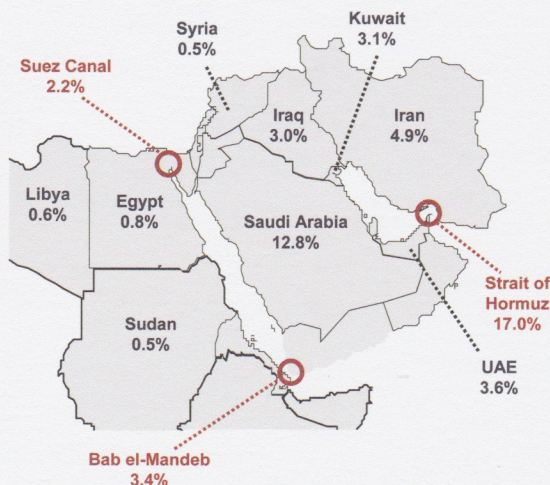 Kuwait
3.1%
Syria
0.5%
Suez Canal
2.2%
Iraq
3.0%
Iran
4.9%
Libya
0.6%
Egypt
0.8%
Saudi Arabia
12.8%
Strait of
Hormuz
17.0%
Sudan
0.5%
UAE
3.6%
Bab el-Mandeb
3.4%